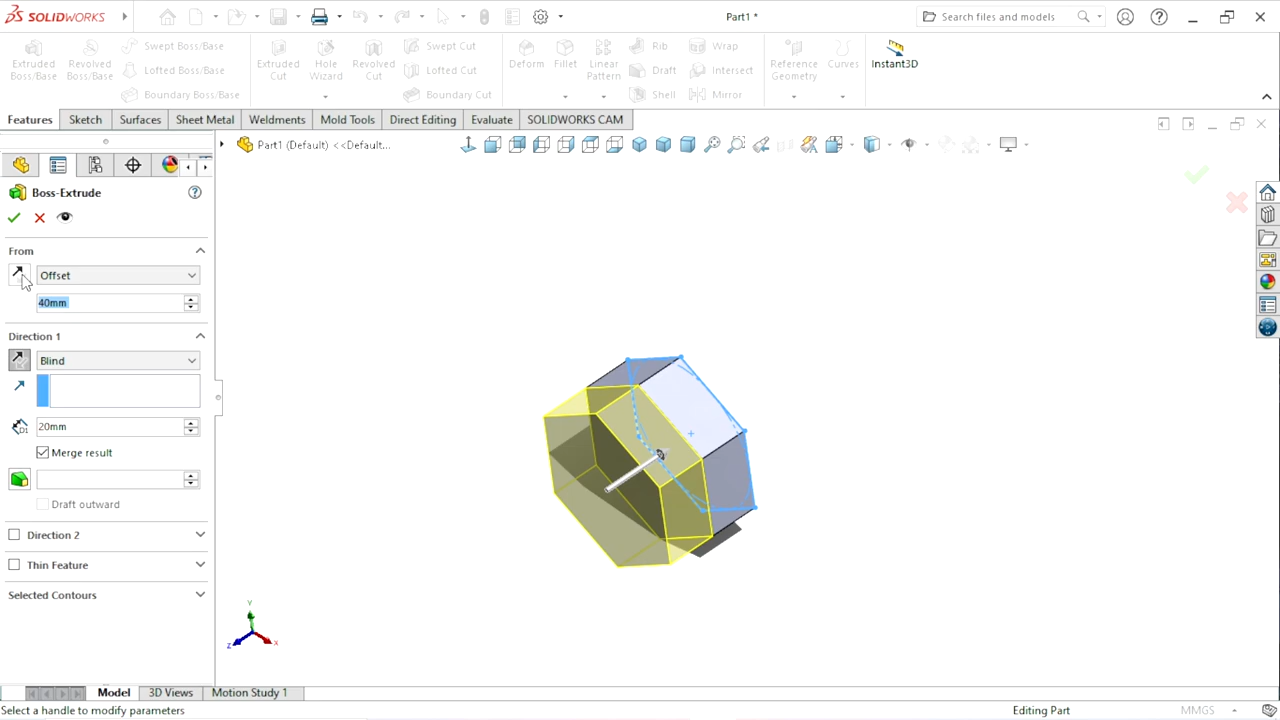 SOLIDWORKS
Part1 *
Search files and models
Extruded Boss/Base
Revolved Boss/Base
Swept Boss/Base
Lofted Boss/Base
Boundary Boss/Base
Extruded Cut
Hole Wizard
Revolved Cut
Swept Cut
Lofted Cut
Boundary Cut
Deform
Fillet
Linear Pattern
Rib
Draft
Shell
Wrap
Intersect
Mirror
Reference Geometry
Curves
Instant3D
Features
Sketch
Surfaces
Sheet Metal
Weldments
Mold Tools
Direct Editing
Evaluate
SOLIDWORKS CAM
Part1 (Default) <<Default...
Boss-Extrude
From
Offset
40mm
Direction 1
Blind
D1
20mm
Merge result
Draft outward
Direction 2
Thin Feature
Selected Contours
Y
Z
X
Model
3D Views
Motion Study 1
Select a handle to modify parameters
Editing Part
MMGS